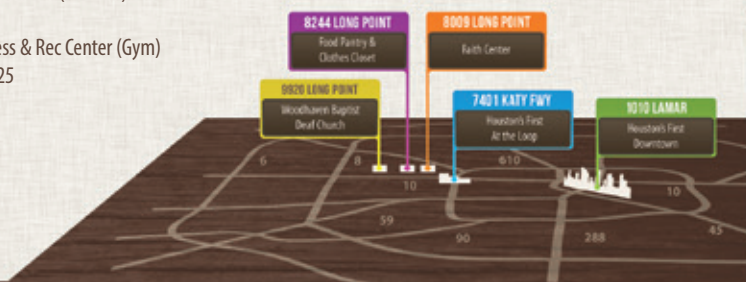 ess & Rec Center (Gym)
25
8244 LONG POINT
Food Pantry &
Clothes Closet
8009 LONG POINT
Faith Center
9920 LONG POINT
Woodhaven Baptist
Deaf Church
7401 KATY FWY
Houston's First
At the Loop
1010 LAMAR
Houston's First
Downtown
6
8
610
10
10
59
90
288
45